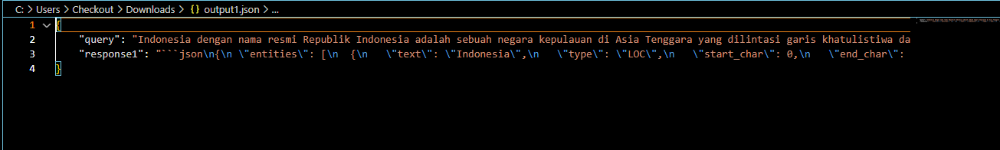 C: > Users > Checkout > Downloads > {} output1.json > ...
1 {
2 "query": "Indonesia dengan nama resmi Republik Indonesia adalah sebuah negara kepulauan di Asia Tenggara yang dilintasi garis khatulistiwa da
3 "response1": "```json\n{\n \"entities\": [\n  {\n   \"text\": \"Indonesia\",\n   \"type\": \"LOC\",\n   \"start_char\": 0,\n   \"end_char\":
4 }